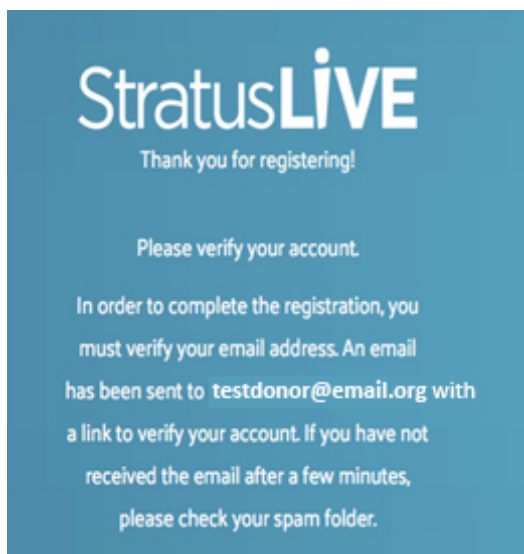 StratusLIVE
Thank you for registering!
Please verify your account.
In order to complete the registration, you
must verify your email address. An email
has been sent to testdonor@email.org with
a link to verify your account. If you have not
received the email after a few minutes,
please check your spam folder.